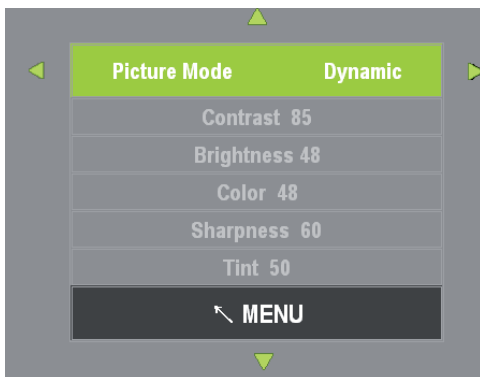 Picture Mode Dynamic
Contrast 85
Brightness 48
Color 48
Sharpness 60
Tint 50
MENU